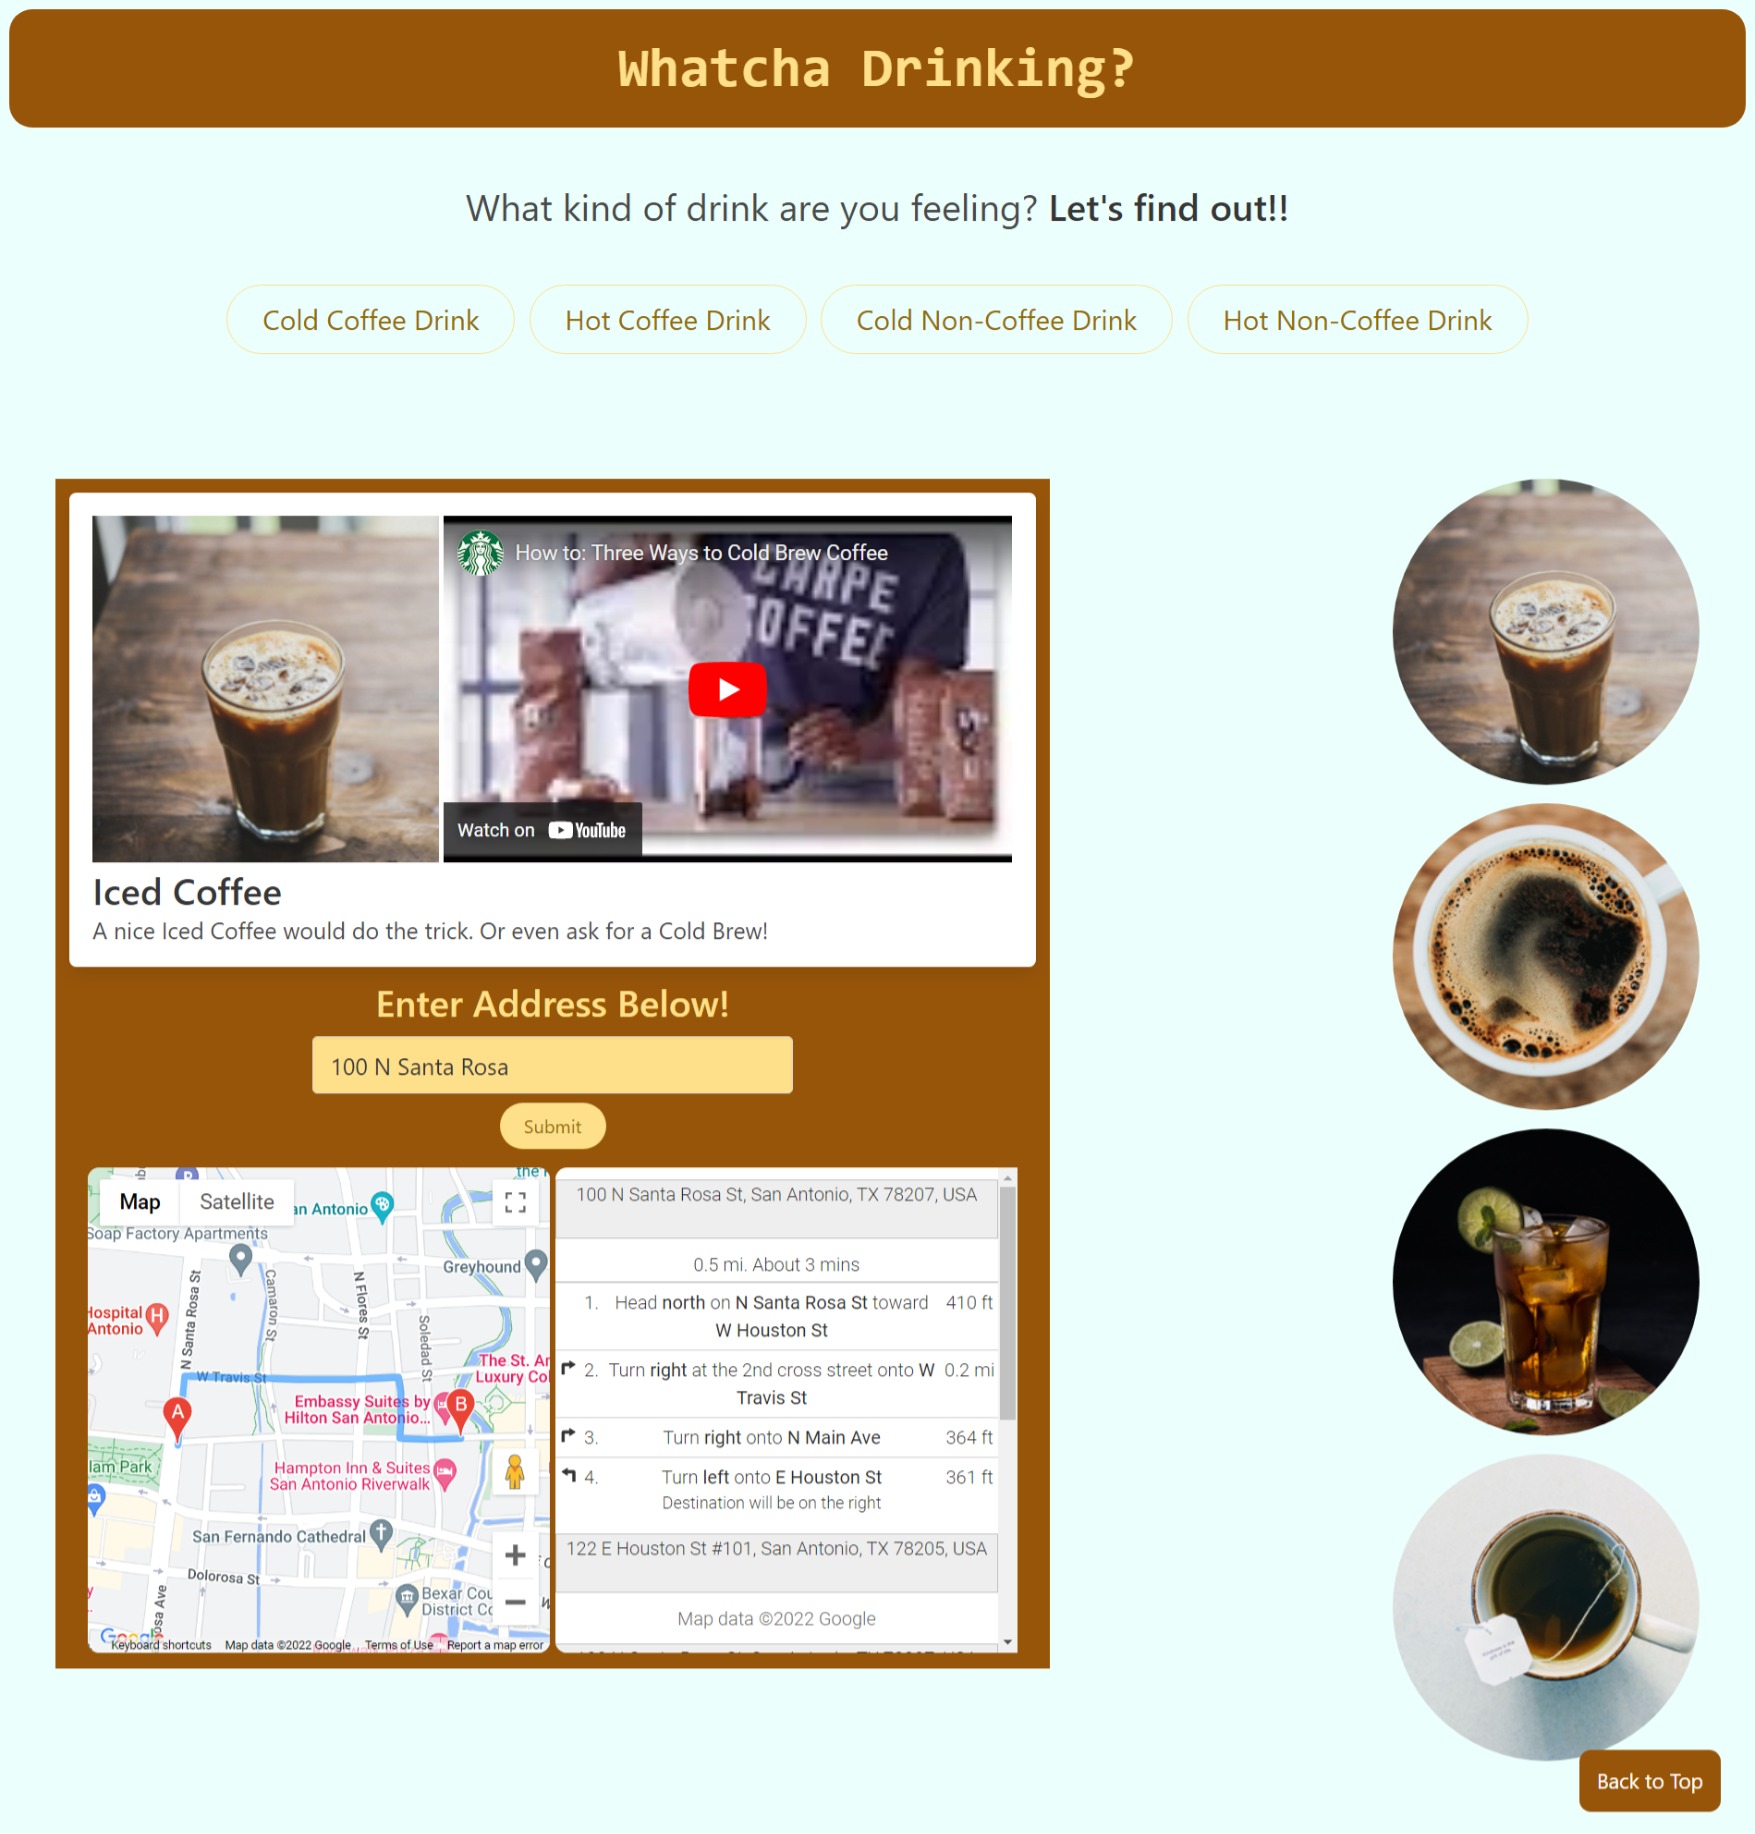 Whatcha Drinking?
What kind of drink are you feeling? Let's find out!!
Cold Coffee Drink
Hot Coffee Drink
Cold Non-Coffee Drink
Hot Non-Coffee Drink
How to: Three Ways to Cold Brew Coffee
CARPE
COFFEE
Watch on YouTube
Iced Coffee
A nice Iced Coffee would do the trick. Or even ask for a Cold Brew!
Enter Address Below!
100 N Santa Rosa
Submit
Map
Satellite
an Antonio
Soap Factory Apartments
Greyhound
Hospital
Antonio
N Santa Rosa St
Camaron St
N Flores St
Soledad St
W Travis St
The St. An
Luxury Col
A
B
Embassy Suites by
Hilton San Antonio...
lam Park
Hampton Inn & Suites
San Antonio Riverwalk
San Fernando Cathedral
Dolorosa St
Bexar Cou
District Co
osa Ave
Google
Keyboard shortcuts
Map data ©2022 Google
Terms of Use
Report a map error
100 N Santa Rosa St, San Antonio, TX 78207, USA
0.5 mi. About 3 mins
1. Head north on N Santa Rosa St toward 410 ft
W Houston St
2. Turn right at the 2nd cross street onto W 0.2 mi
Travis St
3. Turn right onto N Main Ave 364 ft
4. Turn left onto E Houston St 361 ft
Destination will be on the right
122 E Houston St #101, San Antonio, TX 78205, USA
Map data ©2022 Google
Back to Top